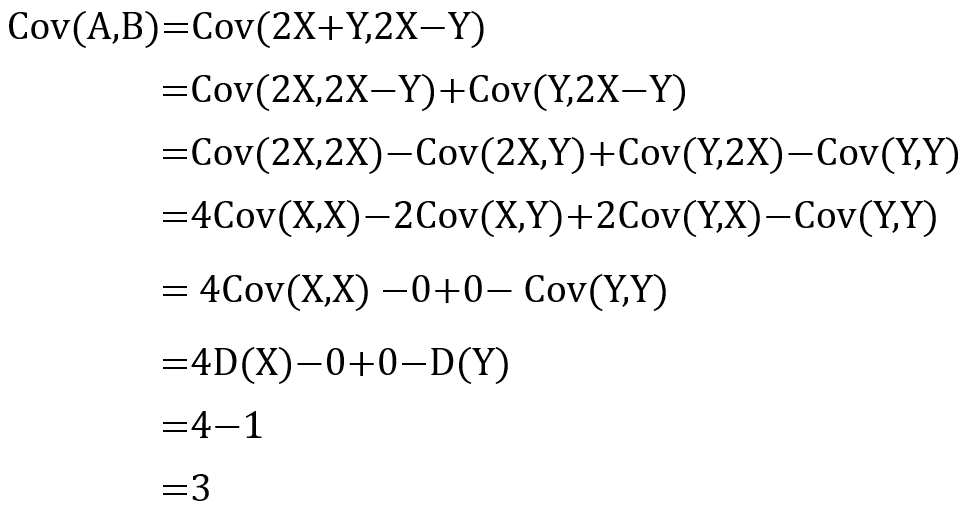 Cov(A,B)=Cov(2X+Y,2X−Y)
=Cov(2X,2X−Y)+Cov(Y,2X−Y)
=Cov(2X,2X)−Cov(2X,Y)+Cov(Y,2X)−Cov(Y,Y)
=4Cov(X,X)−2Cov(X,Y)+2Cov(Y,X)−Cov(Y,Y)
= 4Cov(X,X) −0+0− Cov(Y,Y)
=4D(X)−0+0−D(Y)
=4−1
=3